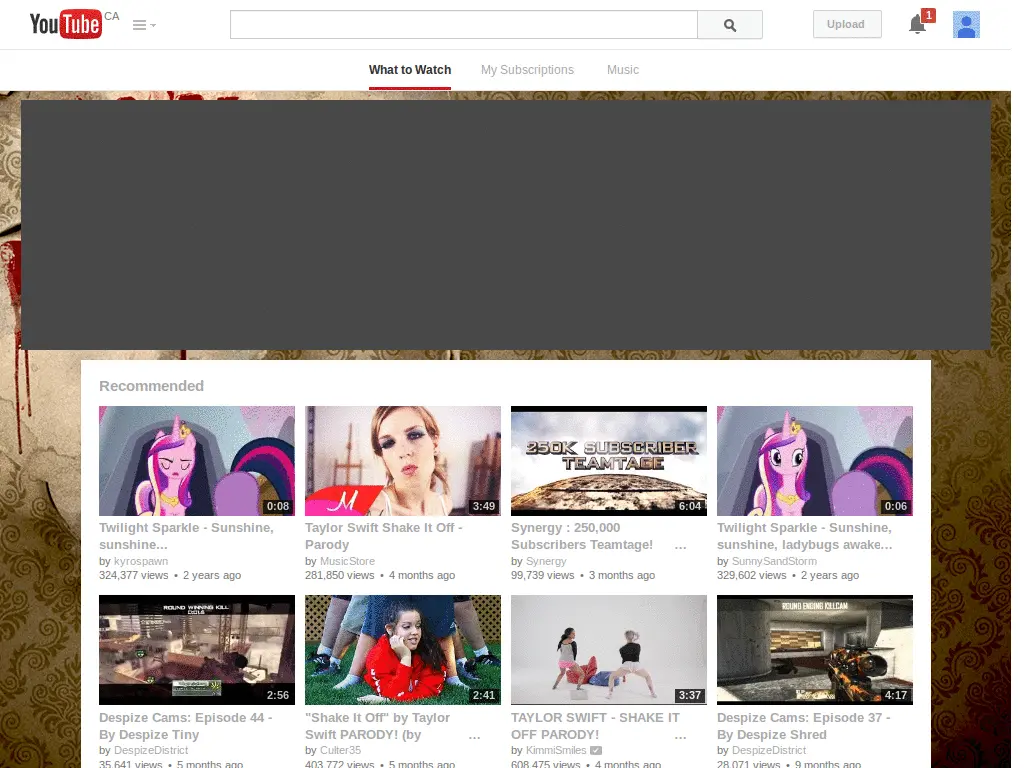 YouTube CA
Upload
1
What to Watch My Subscriptions Music
Recommended
0:08
3:49
250K SUBSCRIBER
TEAMTAGE
6:04
0:06
Twilight Sparkle - Sunshine,
sunshine...
by kyrospawn
324,377 views • 2 years ago
Taylor Swift Shake It Off -
Parody
by MusicStore
281,850 views • 4 months ago
Synergy : 250,000
Subscribers Teamtage! ...
by Synergy
99,739 views • 3 months ago
Twilight Sparkle - Sunshine,
sunshine, ladybugs awake...
by SunnySandStorm
329,602 views • 2 years ago
ROUND WINNING KILL
2:56
2:41
3:37
ROUND ENDING KILLCAM
4:17
Despize Cams: Episode 44 -
By Despize Tiny
by DespizeDistrict
35,641 views • 5 months ago
"Shake It Off" by Taylor
Swift PARODY! (by ...
by Culter35
403,772 views • 5 months ago
TAYLOR SWIFT - SHAKE IT
OFF PARODY! ...
by KimmiSmiles
608,475 views • 4 months ago
Despize Cams: Episode 37 -
By Despize Shred
by DespizeDistrict
28,071 views • 9 months ago